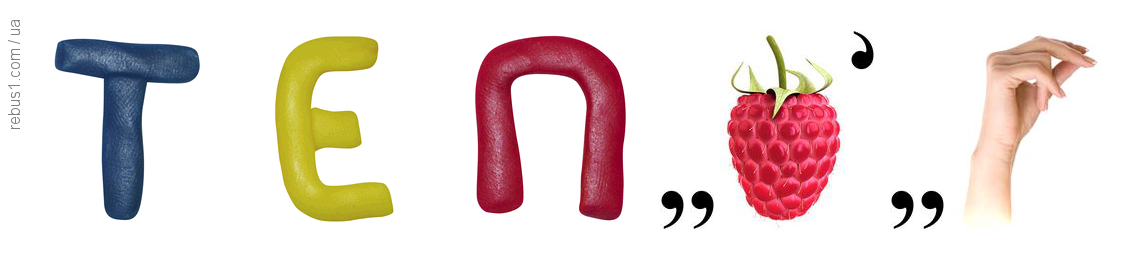 rebus1.com / ua
ТЕП ,, ’ ,,